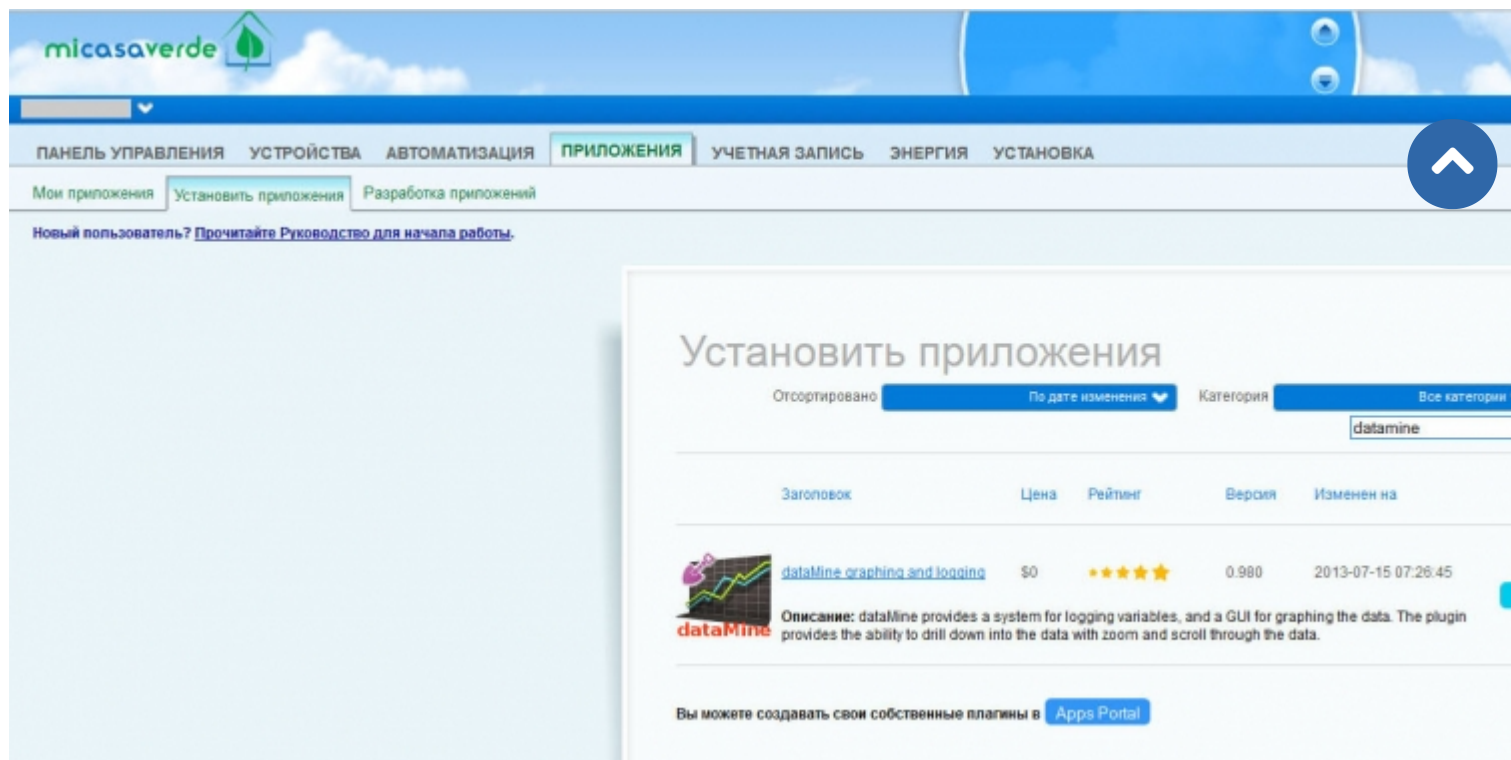 micasaverde
ПАНЕЛЬ УПРАВЛЕНИЯ УСТРОЙСТВА АВТОМАТИЗАЦИЯ ПРИЛОЖЕНИЯ УЧЕТНАЯ ЗАПИСЬ ЭНЕРГИЯ УСТАНОВКА
Мои приложения Установить приложения Разработка приложений
Новый пользователь? Прочитайте Руководство для начала работы.
Установить приложения
Отсортировано По дате изменения Категория Все категории
datamine
Заголовок Цена Рейтинг Версия Изменен на
dataMine graphing and logging $0 0.980 2013-07-15 07:26:45
Описание: dataMine provides a system for logging variables, and a GUI for graphing the data. The plugin
dataMine provides the ability to drill down into the data with zoom and scroll through the data.
Вы можете создавать свои собственные плагины в Apps Portal